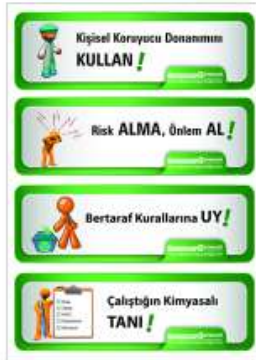 Kişisel Koruyucu Donanımını
KULLAN !
Risk ALMA, Önlem AL !
Bertaraf Kurallarına UY !
Çalıştığın Kimyasalı
TANI !